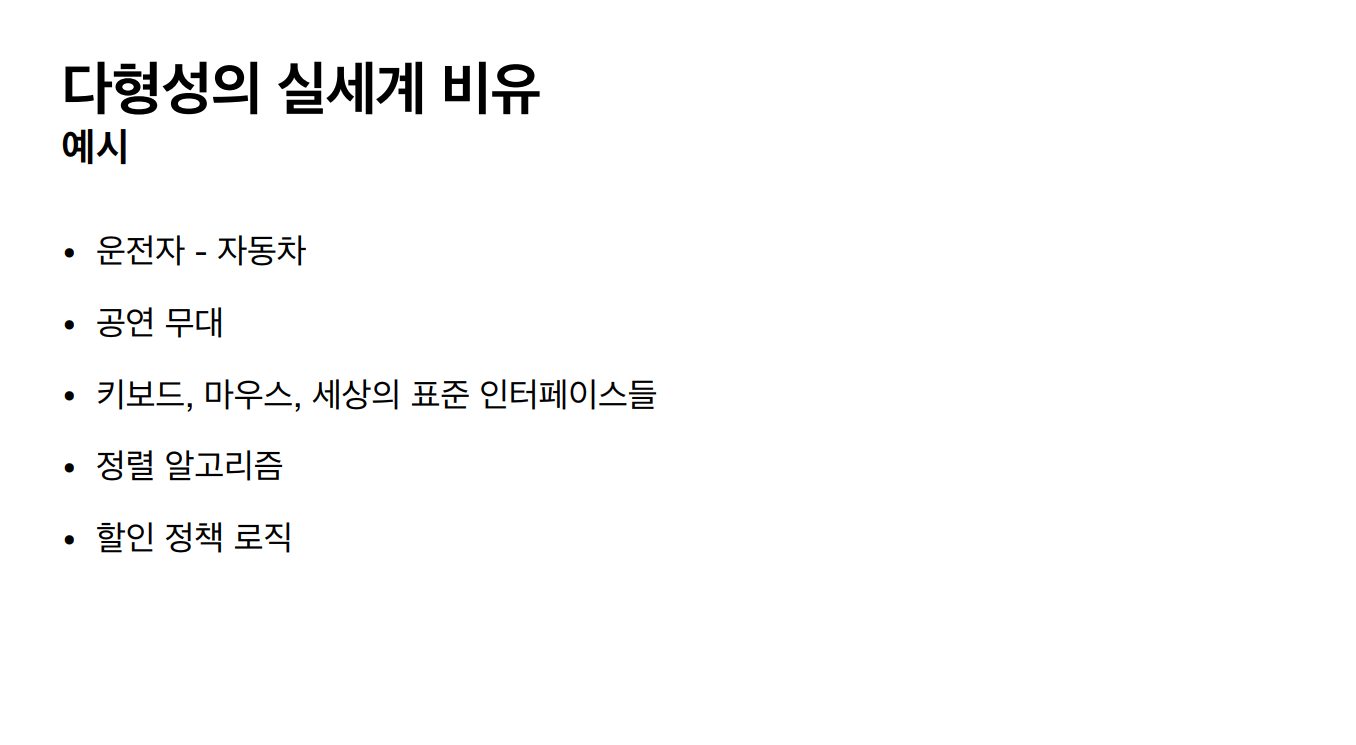 다형성의 실세계 비유
예시
• 운전자 - 자동차
• 공연 무대
• 키보드, 마우스, 세상의 표준 인터페이스들
• 정렬 알고리즘
• 할인 정책 로직